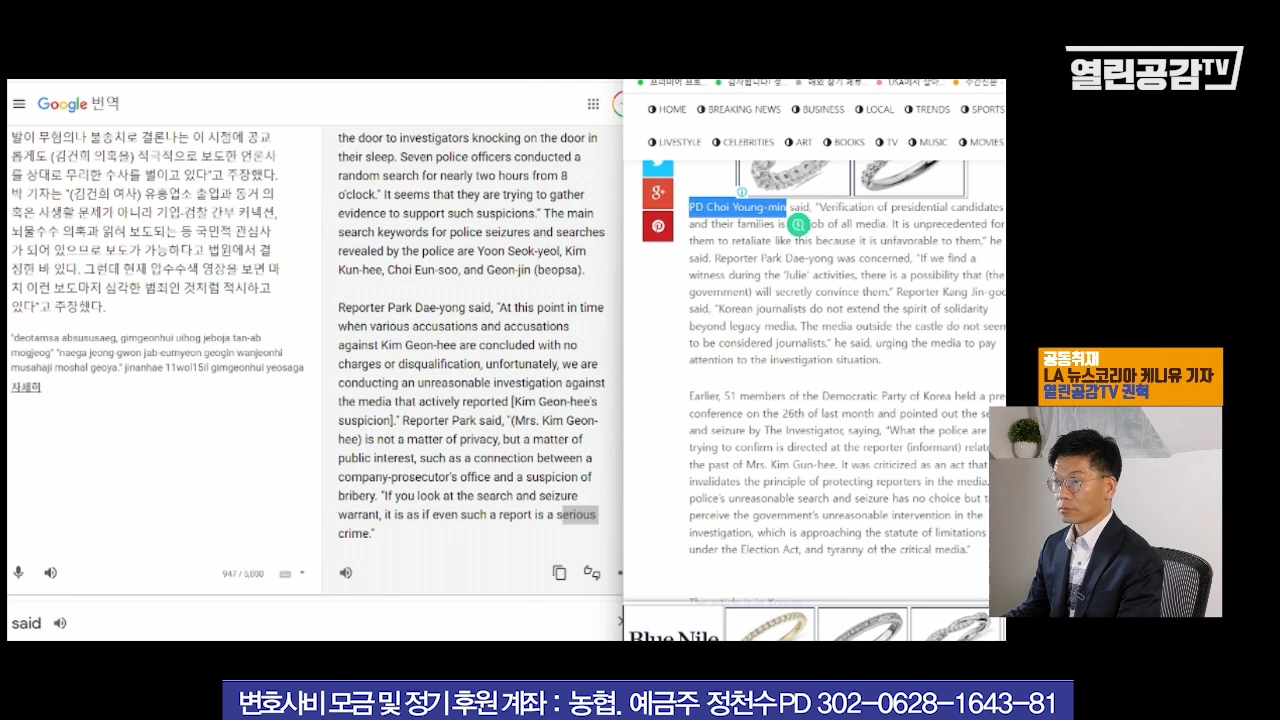 열린공감TV
Google 번역
발이 무혐의나 불송치로 결론나는 이 시점에 공교
롭게도 (김건희 의혹을) 적극적으로 보도한 언론사
를 상대로 무리한 수사를 벌이고 있다"고 주장했다.
박 기자는 "(김건희 여사) 유흥업소 출입과 동거 의
혹은 사생활 문제가 아니라 기업-검찰 간부 커넥션,
뇌물수수 의혹과 얽혀 보도되는 등 국민적 관심사
가 되어 있으므로 보도가 가능하다고 법원에서 결
정한 바 있다. 그런데 현재 압수수색 영장을 보면 마
치 이런 보도마저 심각한 범죄인 것처럼 적시하고
있다"고 주장했다.
"deotamsa absususaeg, gimgeonhui uihog jeboja tan-ab
mogjeog" "naega jeong-gwon jab-eumyeon geogin wanjeonhi
musahaji moshal geoya." jinanhae 11wol15il gimgeonhui yeosaga
자세히
947 / 5,000
said
the door to investigators knocking on the door in
their sleep. Seven police officers conducted a
random search for nearly two hours from 8
o'clock." It seems that they are trying to gather
evidence to support such suspicions." The main
search keywords for police seizures and searches
revealed by the police are Yoon Seok-yeol, Kim
Kun-hee, Choi Eun-soo, and Geon-jin (beopsa).
Reporter Park Dae-yong said, "At this point in time
when various accusations and accusations
against Kim Geon-hee are concluded with no
charges or disqualification, unfortunately, we are
conducting an unreasonable investigation against
the media that actively reported [Kim Geon-hee's
suspicion]." Reporter Park said, "(Mrs. Kim Geon-
hee) is not a matter of privacy, but a matter of
public interest, such as a connection between a
company-prosecutor's office and a suspicion of
bribery. "If you look at the search and seizure
warrant, it is as if even such a report is a serious
crime."
HOME BREAKING NEWS BUSINESS LOCAL TRENDS SPORTS
LIVESTYLE CELEBRITIES ART BOOKS TV MUSIC MOVIES
g+
PD Choi Young-min said, "Verification of presidential candidates
and their families is job of all media. It is unprecedented for
them to retaliate like this because it is unfavorable to them," he
said. Reporter Park Dae-yong was concerned, "If we find a
witness during the 'Julie' activities, there is a possibility that (the
government) will secretly convince them." Reporter Kang Jin-goo
said, "Korean journalists do not extend the spirit of solidarity
beyond legacy media. The media outside the castle do not seem
to be considered journalists," he said, urging the media to pay
attention to the investigation situation.
Earlier, 51 members of the Democratic Party of Korea held a
conference on the 26th of last month and pointed out the
and seizure by The Investigator, saying, "What the police are
trying to confirm is directed at the reporter (informant)
the past of Mrs. Kim Gun-hee. It was criticized as an act that
invalidates the principle of protecting reporters in the media.
police's unreasonable search and seizure has no choice but
perceive the government's unreasonable intervention in the
investigation, which is approaching the statute of limitations
under the Election Act, and tyranny of the critical media."
Blue Nile
공동취재
LA 뉴스코리아 케니유 기자
열린공감TV 권혁
변호사비 모금 및 정기 후원 계좌 : 농협. 예금주 정천수PD 302-0628-1643-81